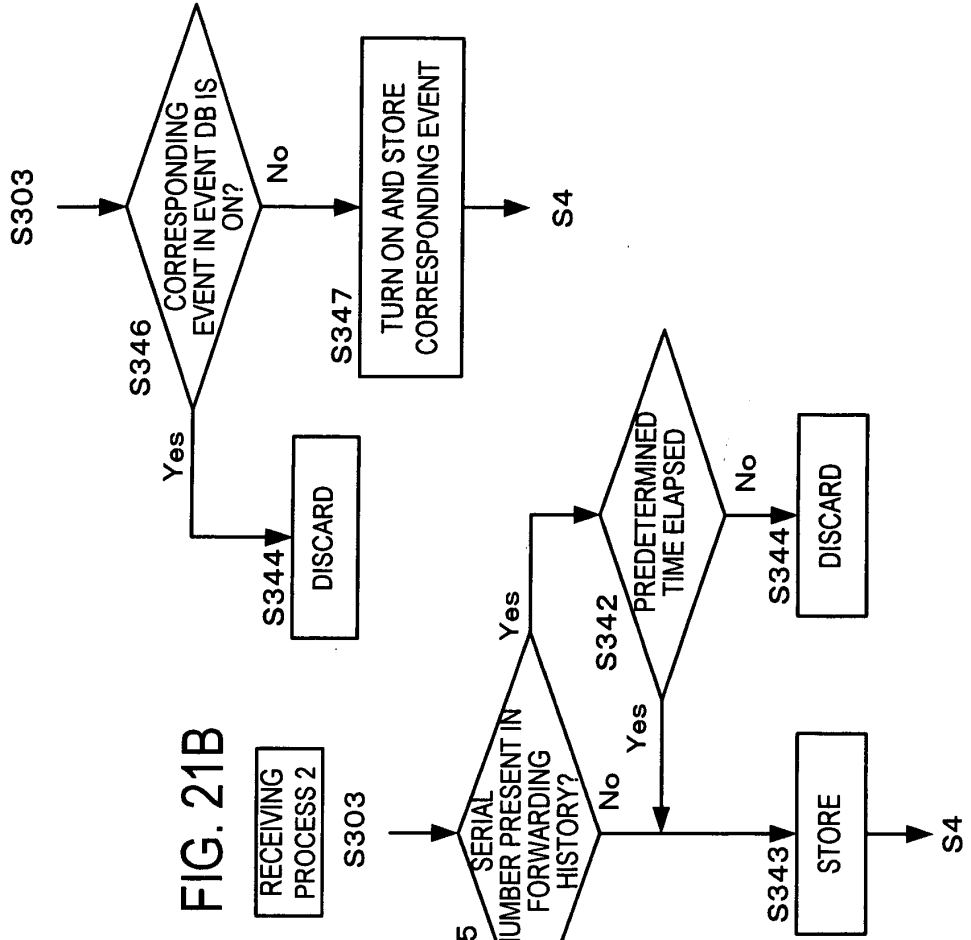 FIG. 21B
RECEIVING
PROCESS 2
S303
5
SERIAL
NUMBER PRESENT IN
FORWARDING
HISTORY?
Yes
No
S342
PREDETERMINED
TIME ELAPSED
Yes
No
S343
STORE
S4
S344
DISCARD
S303
S346
CORRESPONDING
EVENT IN EVENT DB IS
ON?
Yes
No
S344
DISCARD
S347
TURN ON AND STORE
CORRESPONDING EVENT
S4